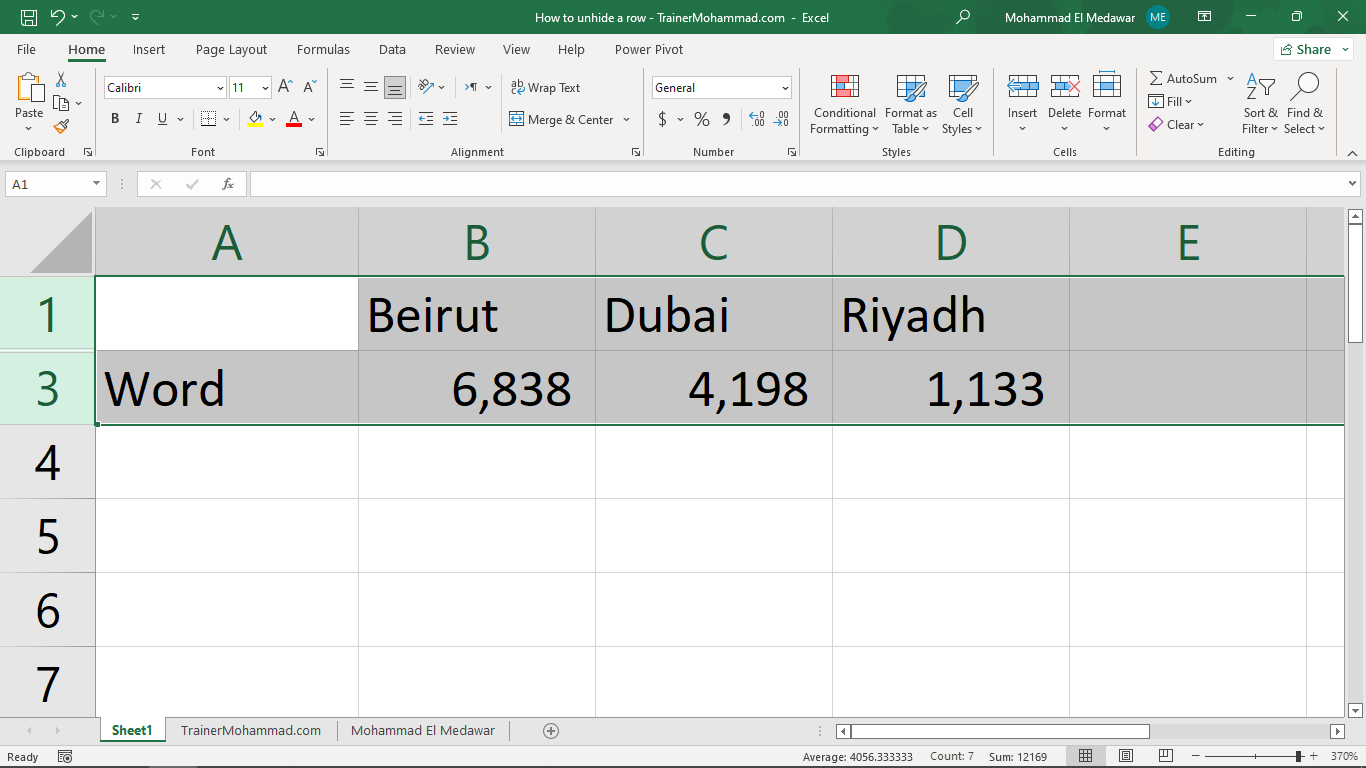 How to unhide a row - TrainerMohammad.com - Excel
Mohammad El Medawar ME
File Home Insert Page Layout Formulas Data Review View Help Power Pivot Share
Paste
Calibri 11
B I U A
Wrap Text
Merge & Center
General
$ % 9
Conditional Formatting
Format as Table
Cell Styles
Insert Delete Format
AutoSum
Fill
Clear
Sort & Filter
Find & Select
Clipboard Font Alignment Number Styles Cells Editing
A1 fx
A B C D E
1 Beirut Dubai Riyadh
3 Word 6,838 4,198 1,133
4
5
6
7
Sheet1 TrainerMohammad.com Mohammad El Medawar
Ready Average: 4056.333333 Count: 7 Sum: 12169 370%